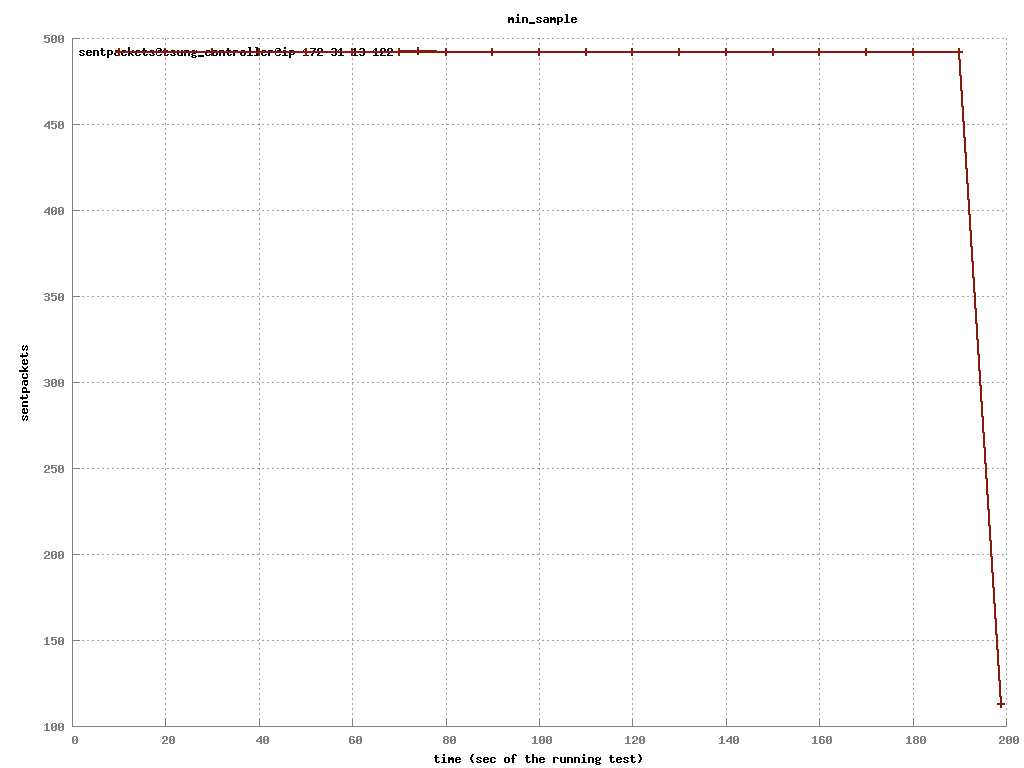 min_sample
500
sentpackets@tsung_controller@ip-172-31-13-122
450
400
350
300
250
200
150
100
sentpackets
0 20 40 60 80 100 120 140 160 180 200
time (sec of the running test)